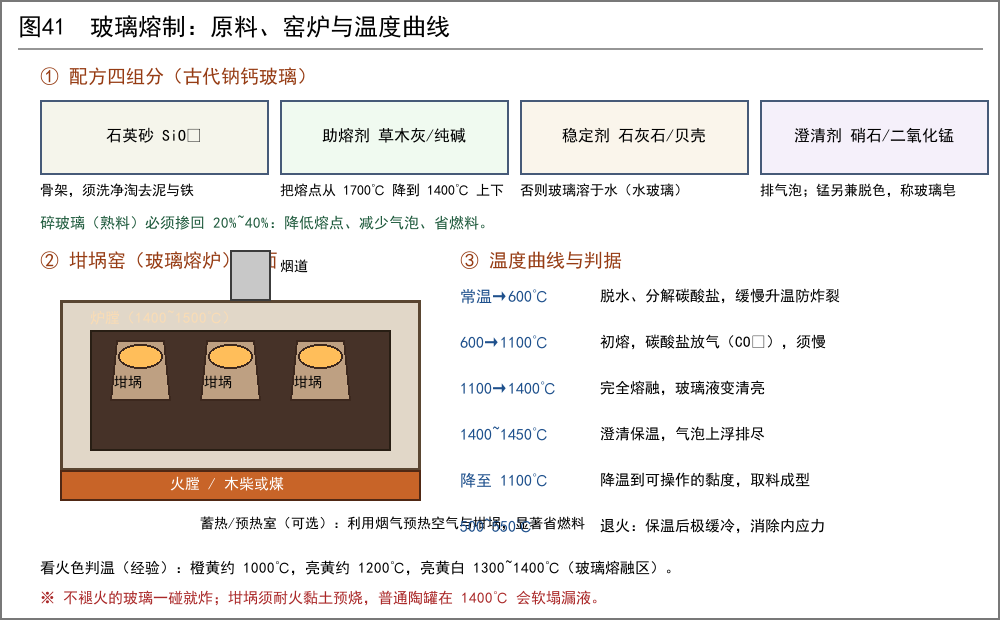 图41 玻璃熔制：原料、窑炉与温度曲线
① 配方四组分（古代钠钙玻璃）
石英砂 SiO□
助熔剂 草木灰/纯碱
稳定剂 石灰石/贝壳
澄清剂 硝石/二氧化锰
骨架，须洗净淘去泥与铁
把熔点从 1700℃ 降到 1400℃ 上下
否则玻璃溶于水（水玻璃）
排气泡；锰另兼脱色，称玻璃皂
碎玻璃（熟料）必须掺回 20%~40%：降低熔点、减少气泡、省燃料。
② 坩埚窑（玻璃熔炉）面
烟道
炉膛（1400~1500℃）
坩埚
坩埚
坩埚
火膛 / 木柴或煤
蓄热/预热室（可选）：利用烟气预热空气与坩埚，显著省燃料
③ 温度曲线与判据
常温→600℃ 脱水、分解碳酸盐，缓慢升温防炸裂
600→1100℃ 初熔，碳酸盐放气（CO□），须慢
1100→1400℃ 完全熔融，玻璃液变清亮
1400~1450℃ 澄清保温，气泡上浮排尽
降至 1100℃ 降温到可操作的黏度，取料成型
退火：保温后极缓冷，消除内应力
看火色判温（经验）：橙黄约 1000℃，亮黄约 1200℃，亮黄白 1300~1400℃（玻璃熔融区）。
※ 不褪火的玻璃一碰就炸；坩埚须耐火黏土预烧，普通陶罐在 1400℃ 会软塌漏液。